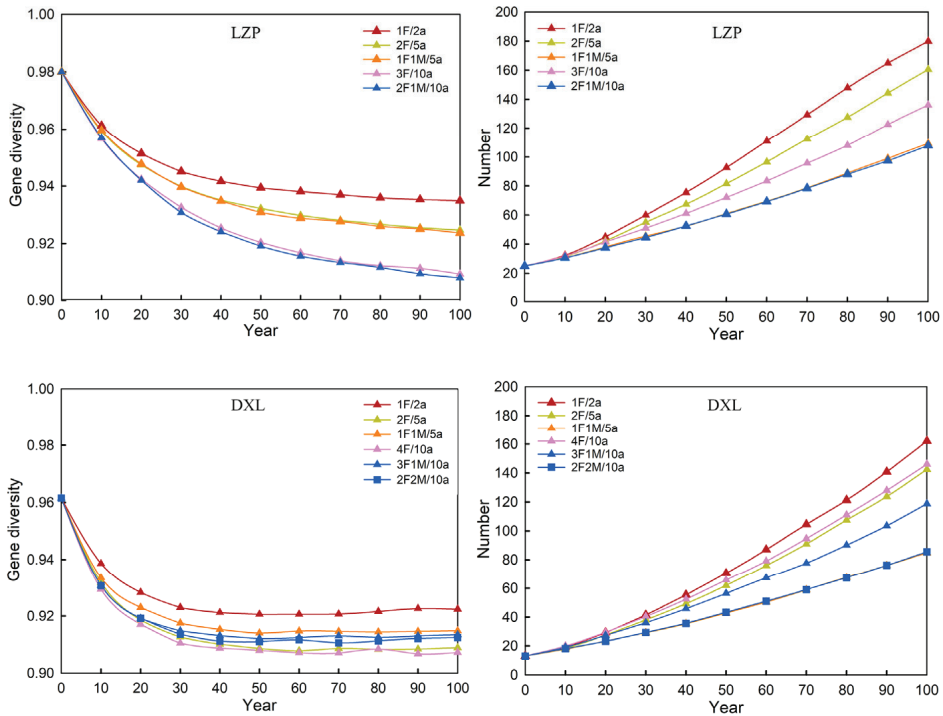 LZP
1.00
0.98
0.96
0.94
0.92
0.90
Gene diversity
1F/2a
2F/5a
1F1M/5a
3F/10a
2F1M/10a
0 10 20 30 40 50 60 70 80 90 100
Year
LZP
200
180
160
140
120
100
80
60
40
20
0
Number
1F/2a
2F/5a
1F1M/5a
3F/10a
2F1M/10a
0 10 20 30 40 50 60 70 80 90 100
Year
DXL
1.00
0.98
0.96
0.94
0.92
0.90
Gene diversity
1F/2a
2F/5a
1F1M/5a
4F/10a
3F1M/10a
2F2M/10a
0 10 20 30 40 50 60 70 80 90 100
Year
DXL
200
180
160
140
120
100
80
60
40
20
0
Number
1F/2a
2F/5a
1F1M/5a
4F/10a
3F1M/10a
2F2M/10a
0 10 20 30 40 50 60 70 80 90 100
Year